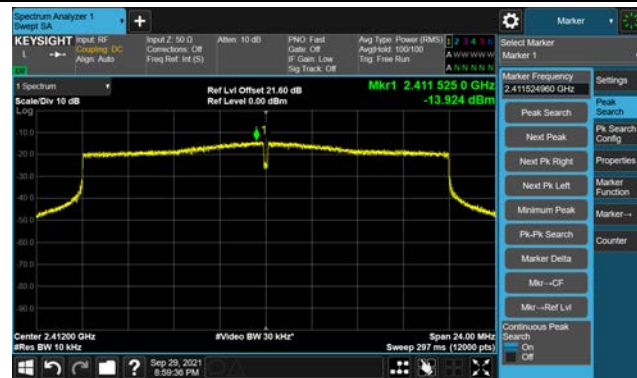 Spectrum Analyzer 1
Swept SA
Marker
KEYSIGHT
Input: RF
Coupling: DC
Align: Auto
Input Z: 50 Ω
Corrections: Off
Freq Ref: Int (S)
Atten: 10 dB
PNO: Fast
Gate: Off
IF Gain: Low
Sig Track: Off
Avg Type: Power (RMS)
Avg|Hold: 100/100
Trig: Free Run
1 2 3 4 5 6
A W W W W W
A N N N N N
Select Marker
Marker 1
1 Spectrum
Scale/Div 10 dB
Log
Ref Lvl Offset 21.60 dB
Ref Level 0.00 dBm
Mkr1 2.411 525 0 GHz
-13.924 dBm
Marker Frequency
2.411524960 GHz
Settings
Peak Search
Next Peak
Next Pk Right
Next Pk Left
Minimum Peak
Pk-Pk Search
Marker Delta
Mkr→CF
Mkr→Ref Lvl
Continuous Peak
Search
On
Off
Peak
Search
Pk Search
Config
Properties
Marker
Function
Marker→
Counter
1
-10.0
-20.0
-30.0
-40.0
-50.0
-60.0
-70.0
-80.0
-90.0
Center 2.41200 GHz
#Res BW 10 kHz
#Video BW 30 kHz*
Span 24.00 MHz
Sweep 297 ms (12000 pts)
?
Sep 29, 2021
8:59:36 PM